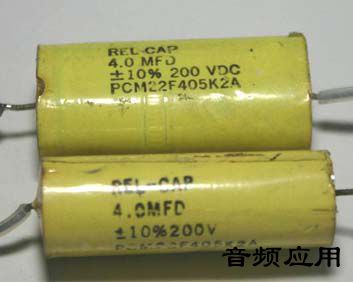 REL-CAP
4.0 MFD
±10% 200 VDC
PCM22F405K2A
REL-CAP
4.0MFD
±10%200V
PCM22F405K2A
音频应用